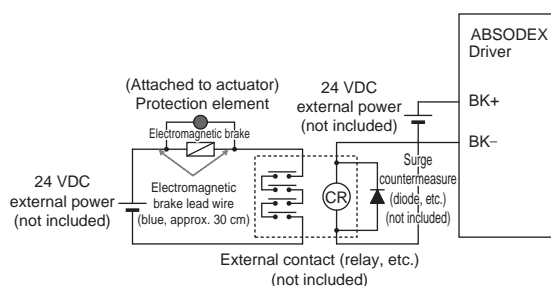 ABSODEX
Driver
(Attached to actuator)
Protection element
Electromagnetic brake
24 VDC
external power
(not included)
BK+
BK−
24 VDC
external power
(not included)
Electromagnetic
brake lead wire
(blue, approx. 30 cm)
CR
Surge
countermeasure
(diode, etc.)
(not included)
External contact (relay, etc.)
(not included)